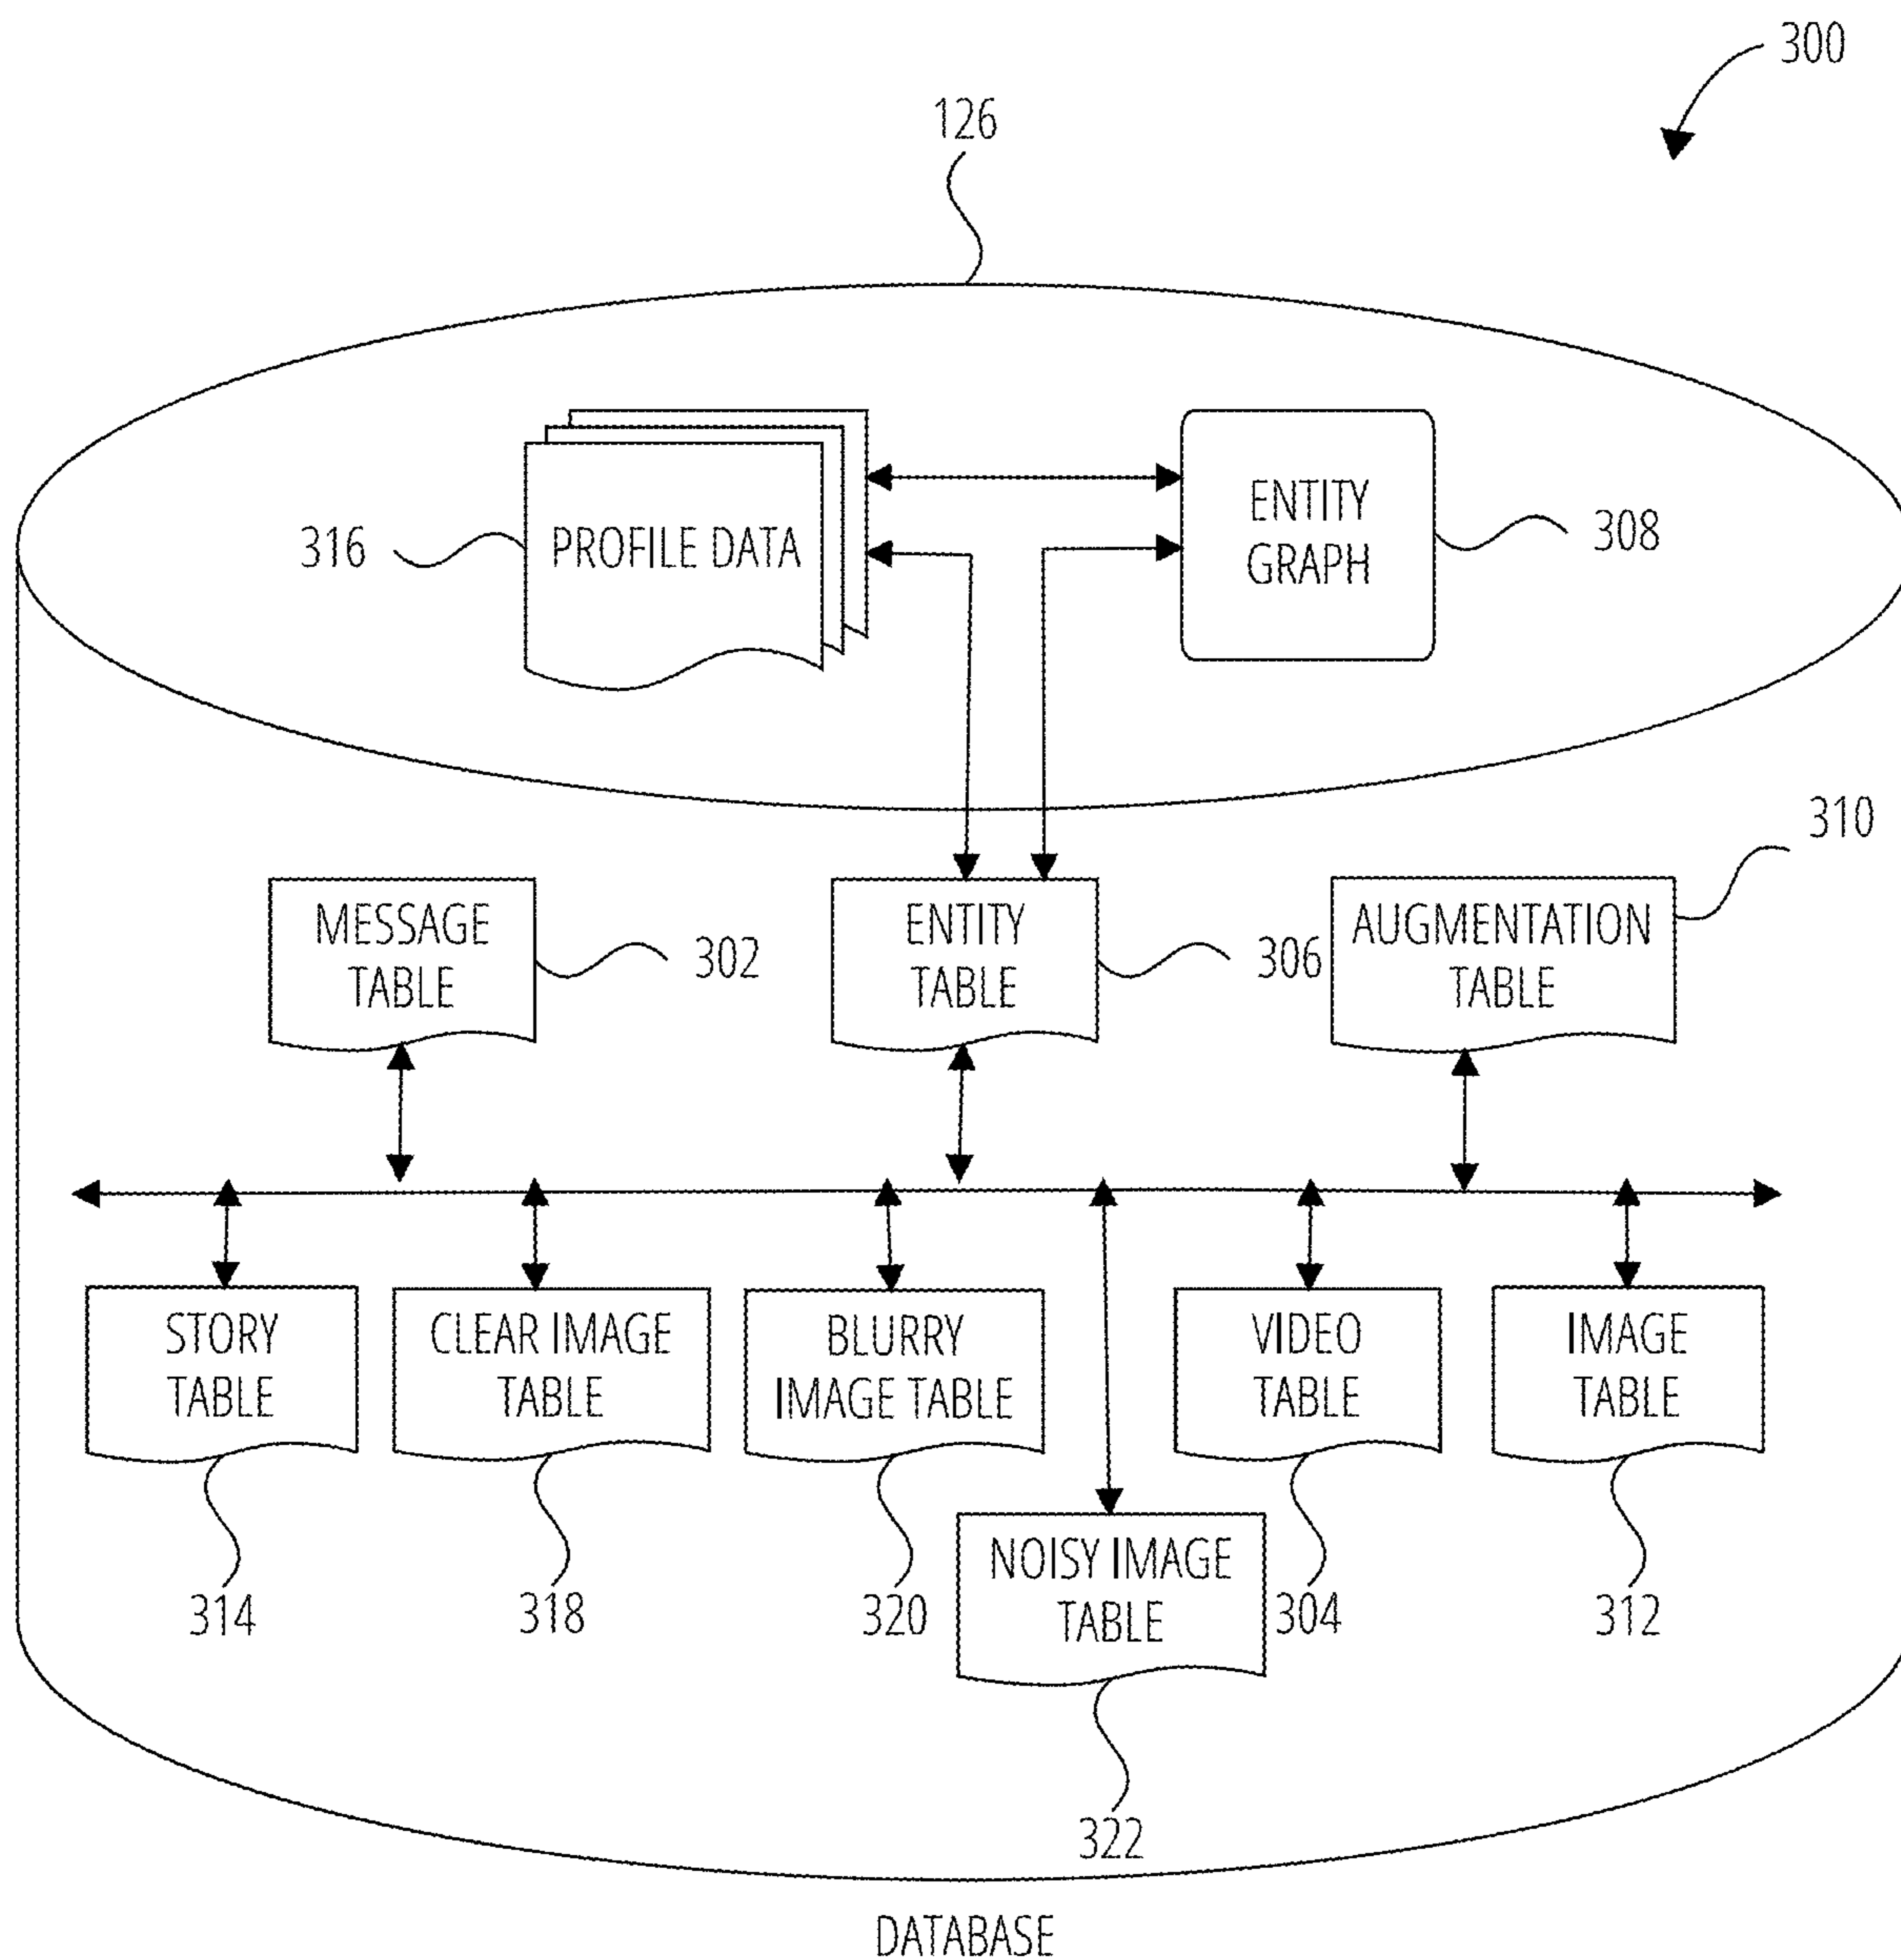 300
126
316
PROFILE DATA
ENTITY
GRAPH
308
310
MESSAGE
TABLE
302
ENTITY
TABLE
306
AUGMENTATION
TABLE
STORY
TABLE
CLEAR IMAGE
TABLE
BLURRY
IMAGE TABLE
VIDEO
TABLE
IMAGE
TABLE
NOISY IMAGE
TABLE
314
318
320
304
312
322
DATABASE